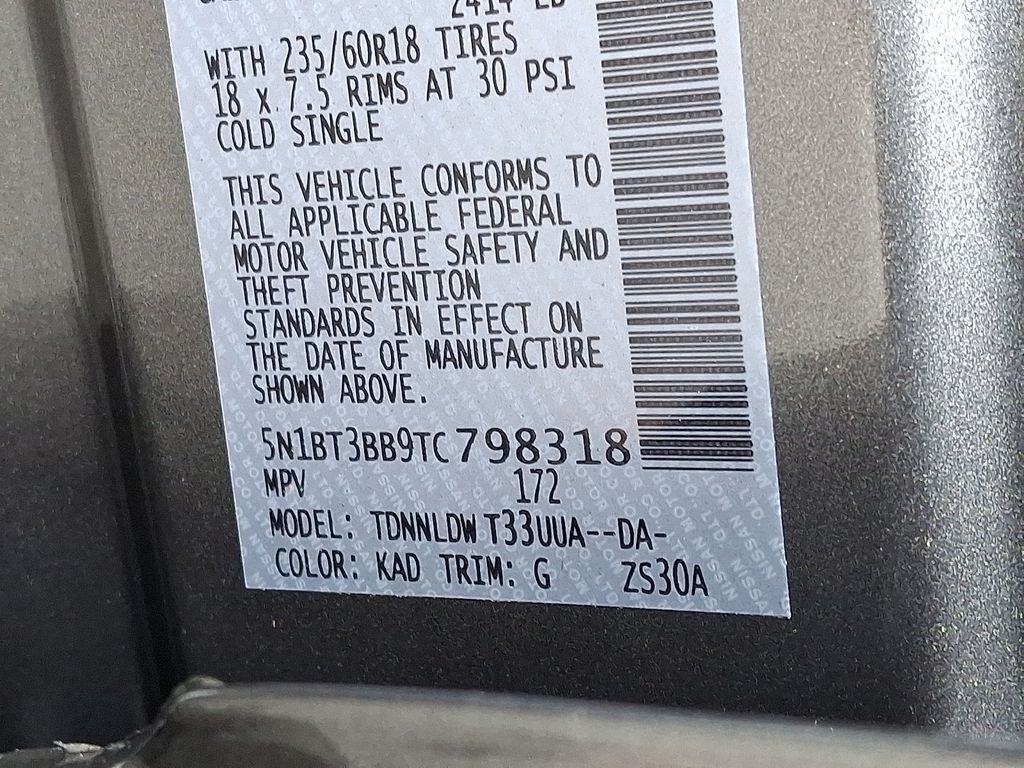 2414 LB
WITH 235/60R18 TIRES
18 x 7.5 RIMS AT 30 PSI
COLD SINGLE
THIS VEHICLE CONFORMS TO
ALL APPLICABLE FEDERAL
MOTOR VEHICLE SAFETY AND
THEFT PREVENTION
STANDARDS IN EFFECT ON
THE DATE OF MANUFACTURE
SHOWN ABOVE.
5N1BT3BB9TC798318
MPV 172
MODEL: TDNNLDW T33UUA--DA-
COLOR: KAD TRIM: G ZS30A